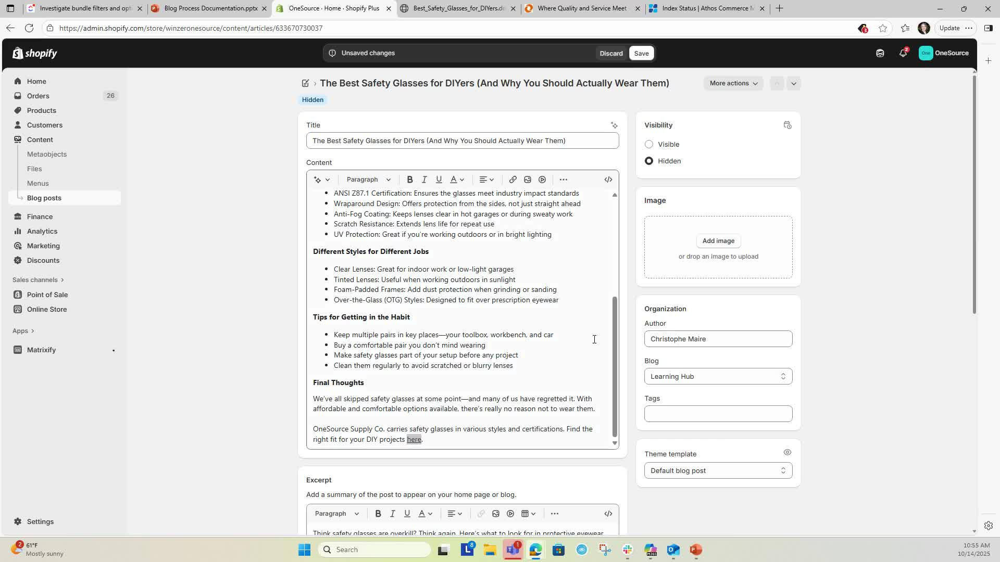 Investigate bundle filters and opt
Blog Process Documentation.pptx
OneSource · Home · Shopify Plus
Best_Safety_Glasses_for_DIYers.d
Where Quality and Service Meet
Index Status | Athos Commerce M
https://admin.shopify.com/store/winzeronesource/content/articles/633670730037
3
Update
shopify
Unsaved changes
Discard
Save
2
One
OneSource
Home
Orders
26
Products
Customers
Content
Metaobjects
Files
Menus
Blog posts
Finance
Analytics
Marketing
Discounts
Sales channels
Point of Sale
Online Store
Apps
Matrixify
Settings
The Best Safety Glasses for DIYers (And Why You Should Actually Wear Them)
More actions
Hidden
Title
The Best Safety Glasses for DIYers (And Why You Should Actually Wear Them)
Content
Paragraph
B I U A
ANSI Z87.1 Certification: Ensures the glasses meet industry impact standards
Wraparound Design: Offers protection from the sides, not just straight ahead
Anti-Fog Coating: Keeps lenses clear in hot garages or during sweaty work
Scratch Resistance: Extends lens life for repeat use
UV Protection: Great if you're working outdoors or in bright lighting
Different Styles for Different Jobs
Clear Lenses: Great for indoor work or low-light garages
Tinted Lenses: Useful when working outdoors in sunlight
Foam-Padded Frames: Add dust protection when grinding or sanding
Over-the-Glass (OTG) Styles: Designed to fit over prescription eyewear
Tips for Getting in the Habit
Keep multiple pairs in key places—your toolbox, workbench, and car
Buy a comfortable pair you don't mind wearing
Make safety glasses part of your setup before any project
Clean them regularly to avoid scratched or blurry lenses
Final Thoughts
We've all skipped safety glasses at some point—and many of us have regretted it. With
affordable and comfortable options available, there's really no reason not to wear them.
OneSource Supply Co. carries safety glasses in various styles and certifications. Find the
right fit for your DIY projects here.
Excerpt
Add a summary of the post to appear on your home page or blog.
Paragraph
B I U A
Think safety glasses are overkill? Think again. Here's what to look for in protective eyewear
Visibility
Visible
Hidden
Image
Add image
or drop an image to upload
Organization
Author
Christophe Maire
Blog
Learning Hub
Tags
Theme template
Default blog post
2
61°F
Mostly sunny
Search
L
8
1
M365
10:55 AM
10/14/2025